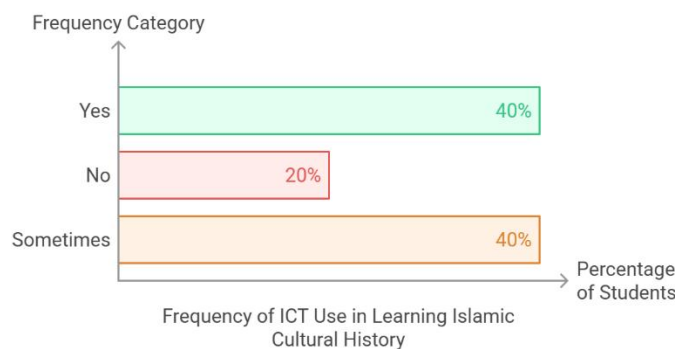 Frequency Category
Yes
40%
No
20%
Sometimes
40%
Percentage
of Students
Frequency of ICT Use in Learning Islamic
Cultural History